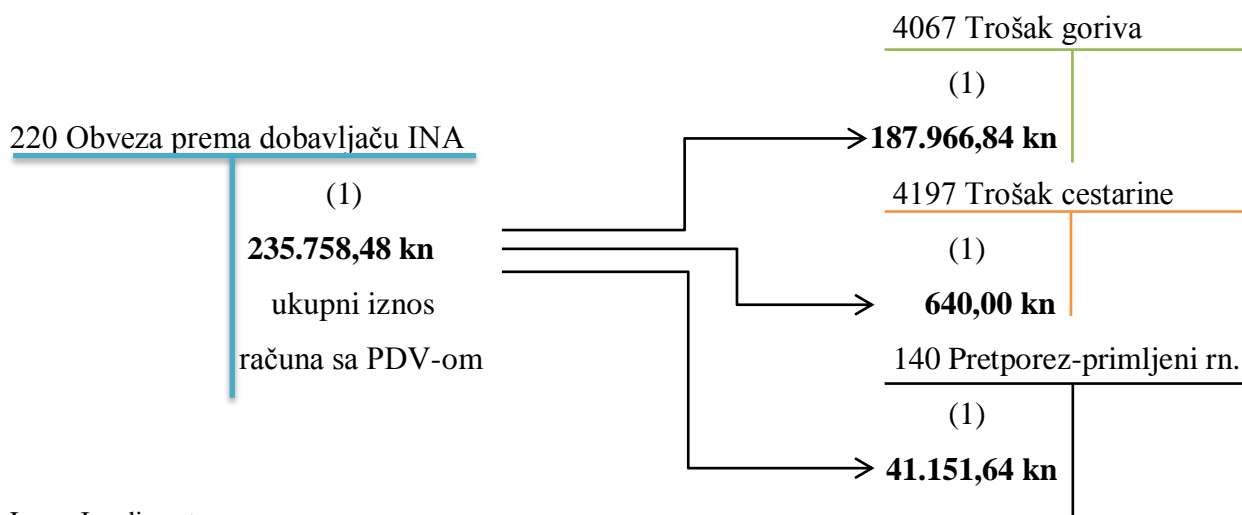 4067 Trošak goriva
(1)
187.966,84 kn
220 Obveza prema dobavljaču INA
(1)
235.758,48 kn
ukupni iznos
računa sa PDV-om
4197 Trošak cestarine
(1)
640,00 kn
140 Pretporez-primljeni rn.
(1)
41.151,64 kn